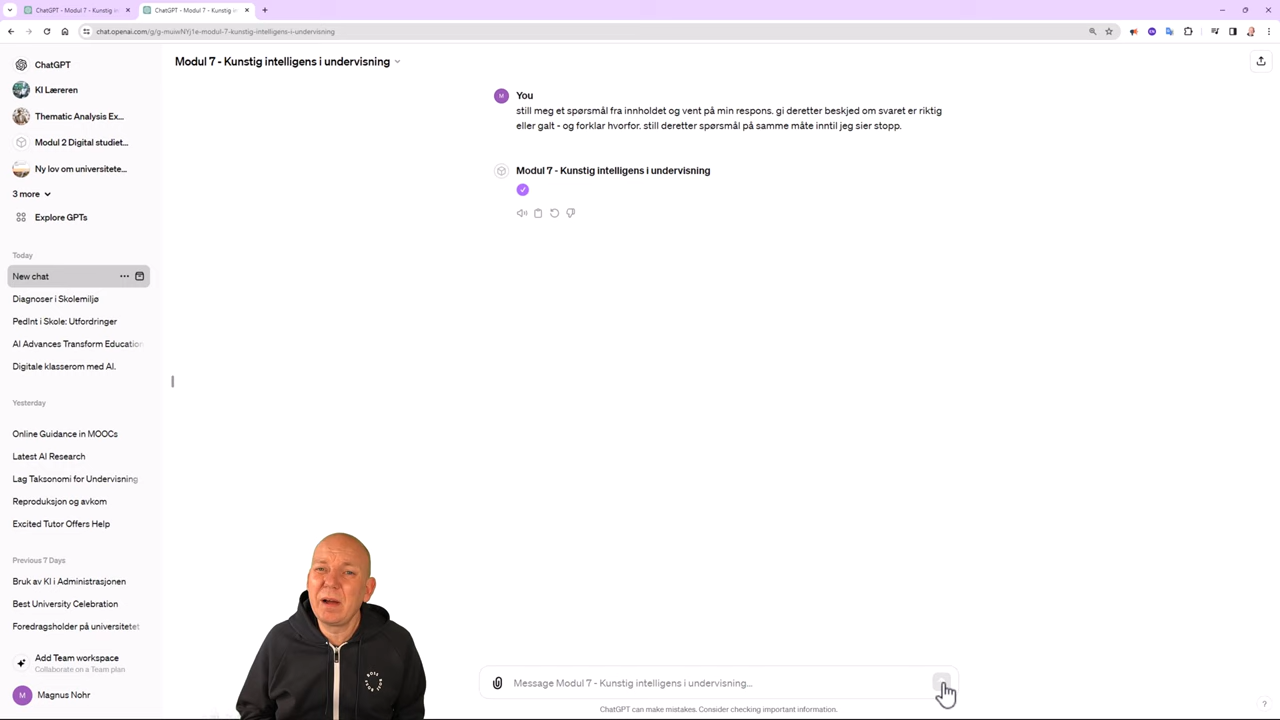 ChatGPT - Modul 7 - Kunstig in
ChatGPT - Modul 7 - Kunstig in
chat.openai.com/g/g-muiwNYj1e-modul-7-kunstig-intelligens-i-undervisning
ChatGPT
KI Læreren
Thematic Analysis Ex...
Modul 2 Digital studiet...
Ny lov om universitete...
3 more
Explore GPTs
Today
New chat
Diagnoser i Skolemiljø
PedInt i Skole: Utfordringer
AI Advances Transform Education
Digitale klasserom med AI.
Yesterday
Online Guidance in MOOCs
Latest AI Research
Lag Taksonomi for Undervisning
Reproduksjon og avkom
Excited Tutor Offers Help
Previous 7 Days
Bruk av KI i Administrasjonen
Best University Celebration
Foredragsholder på universitetet
Add Team workspace
Collaborate on a Team plan
M
Magnus Nohr
Modul 7 - Kunstig intelligens i undervisning
M
You
still meg et spørsmål fra innholdet og vent på min respons. gi deretter beskjed om svaret er riktig
eller galt - og forklar hvorfor. still deretter spørsmål på samme måte inntil jeg sier stopp.
Modul 7 - Kunstig intelligens i undervisning
Message Modul 7 - Kunstig intelligens i undervisning...
ChatGPT can make mistakes. Consider checking important information.
?